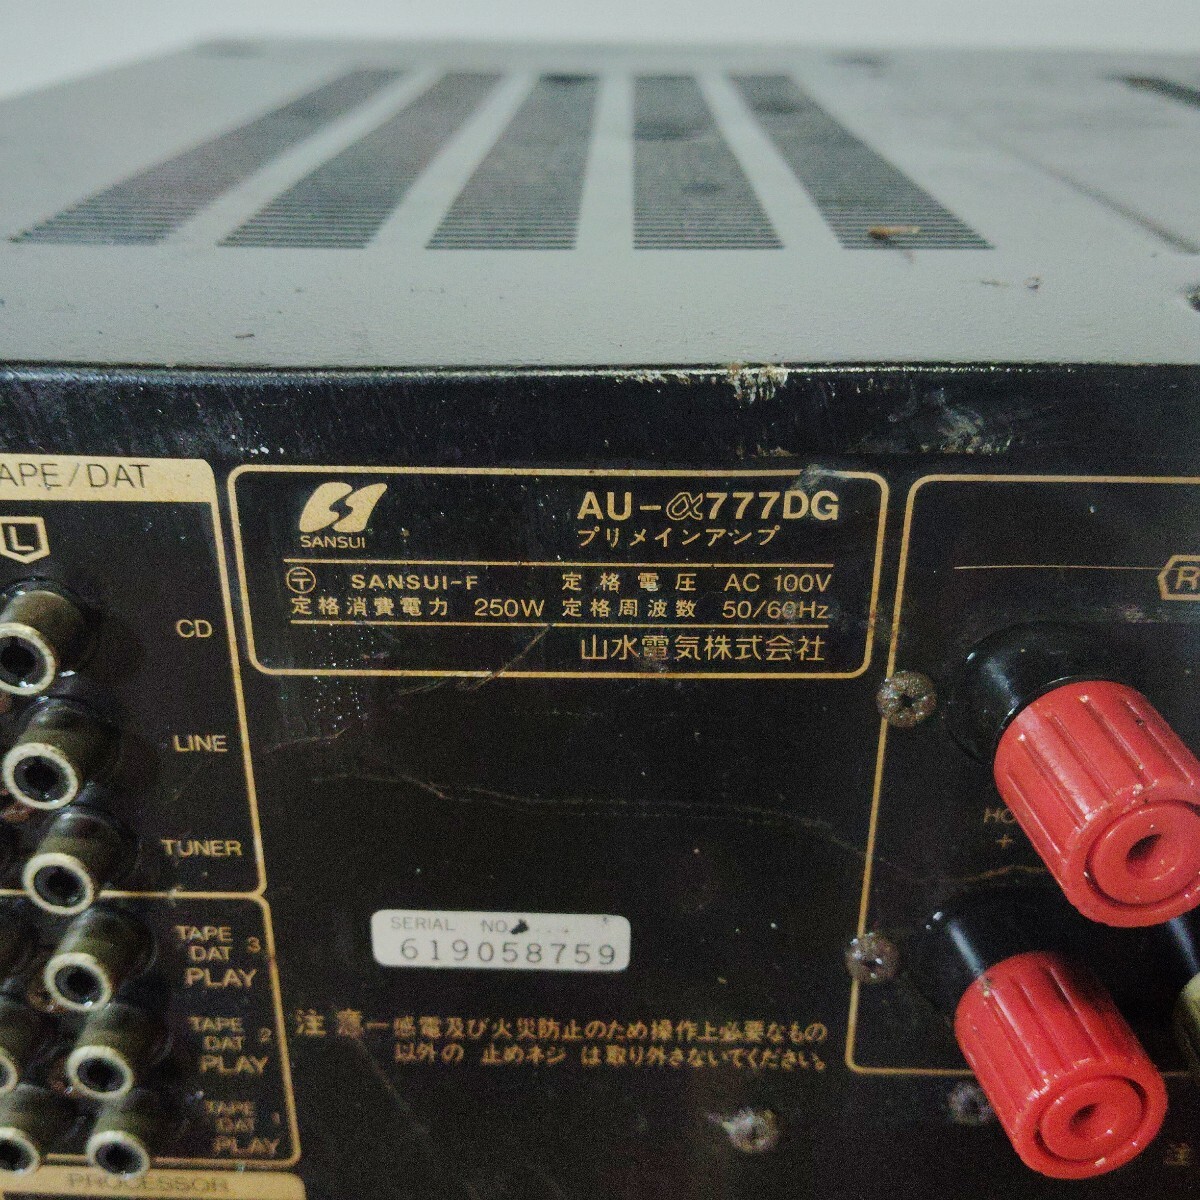 TAPE/DAT
L
CD
LINE
TUNER
TAPE
DAT 3
PLAY
TAPE
DAT 2
PLAY
TAPE
DAT 1
PLAY
PROCESSOR
SANSUI
AU-α777DG
プリメインアンプ
〒 SANSUI-F 定格電圧 AC 100V
定格消費電力 250W 定格周波数 50/60Hz
山水電気株式会社
SERIAL NO.
619058759
注意ー感電及び火災防止のため操作上必要なもの
以外の 止めネジ は取り外さないでください。
R
+
注